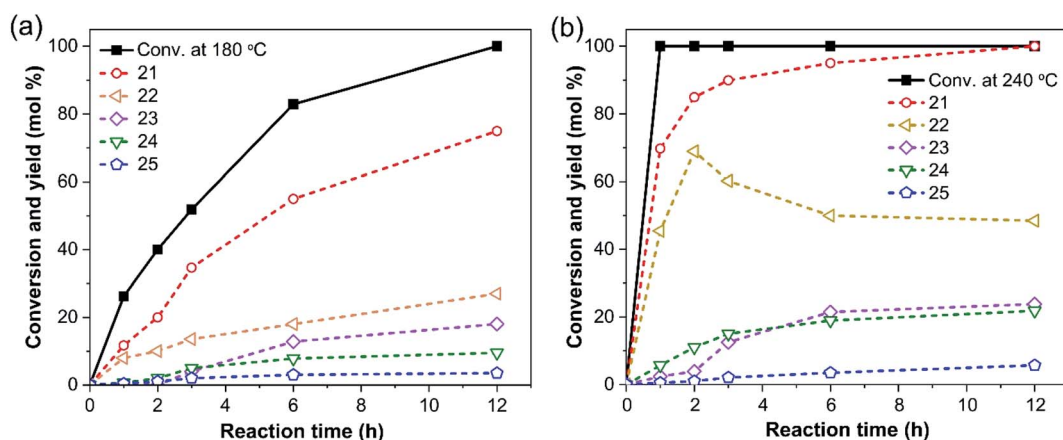 (a)
Conversion and yield (mol %)
100
80
60
40
20
0
Conv. at 180 °C
21
22
23
24
25
0 2 4 6 8 10 12
Reaction time (h)
(b)
Conversion and yield (mol %)
100
80
60
40
20
0
Conv. at 240 °C
21
22
23
24
25
0 2 4 6 8 10 12
Reaction time (h)